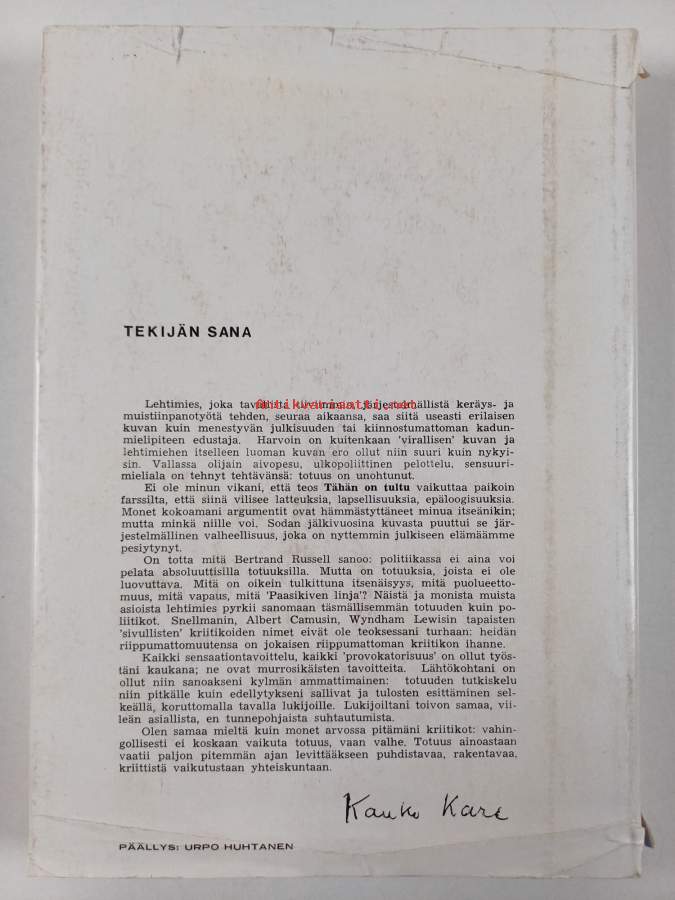 TEKIJÄN SANA
Lehtimies, joka tavallista tiiviimmin, järjestelmällistä keräys- ja
muistiinpanotyötä tehden, seuraa aikaansa, saa siitä useasti erilaisen
kuvan kuin menestyvän julkisuuden tai kiinnostumattoman kadun-
mielipiteen edustaja. Harvoin on kuitenkaan 'virallisen' kuvan ja
lehtimiehen itselleen luoman kuvan ero ollut niin suuri kuin nykyi-
sin. Vallassa olijain aivopesu, ulkopoliittinen pelottelu, sensuuri-
mieliala on tehnyt tehtävänsä: totuus on unohtunut.
Ei ole minun vikani, että teos Tähän on tultu vaikuttaa paikoin
farssilta, että siinä vilisee latteuksia, lapsellisuuksia, epäloogisuuksia.
Monet kokoamani argumentit ovat hämmästyttäneet minua itseänikin;
mutta minkä niille voi. Sodan jälkivuosina kuvasta puuttui se jär-
jestelmällinen valheellisuus, joka on nyttemmin julkiseen elämäämme
pesiytynyt.
On totta mitä Bertrand Russell sanoo: politiikassa ei aina voi
pelata absoluuttisilla totuuksilla. Mutta on totuuksia, joista ei ole
luovuttava. Mitä on oikein tulkittuna itsenäisyys, mitä puolueetto-
muus, mitä vapaus, mitä 'Paasikiven linja'? Näistä ja monista muista
asioista lehtimies pyrkii sanomaan täsmällisemmän totuuden kuin po-
liitikot. Snellmanin, Albert Camusin, Wyndham Lewisin tapaisten
'sivullisten' kriitikoiden nimet eivät ole teoksessani turhaan: heidän
riippumattomuutensa on jokaisen riippumattoman kriitikon ihanne.
Kaikki sensaationtavoittelu, kaikki 'provokatorisuus' on ollut työs-
täni kaukana; ne ovat murrosikäisten tavoitteita. Lähtökohtani on
ollut niin sanoakseni kylmän ammattimainen: totuuden tutkiskelu
niin pitkälle kuin edellytykseni sallivat ja tulosten esittäminen sel-
keällä, koruttomalla tavalla lukijoille. Lukijoiltani toivon samaa, vii-
leän asiallista, en tunnepohjaista suhtautumista.
Olen samaa mieltä kuin monet arvossa pitämäni kriitikot: vahin-
gollisesti ei koskaan vaikuta totuus, vaan valhe. Totuus ainoastaan
vaatii paljon pitemmän ajan levittääkseen puhdistavaa, rakentavaa,
kriittistä vaikutustaan yhteiskuntaan.
Kauko Kare
PÄÄLLYS: URPO HUHTANEN